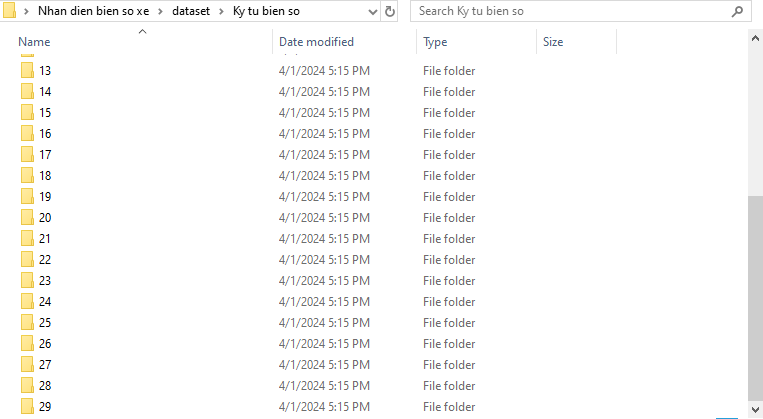 Nhan dien bien so xe > dataset > Ky tu bien so Search Ky tu bien so
Name Date modified Type Size
13 4/1/2024 5:15 PM File folder
14 4/1/2024 5:15 PM File folder
15 4/1/2024 5:15 PM File folder
16 4/1/2024 5:15 PM File folder
17 4/1/2024 5:15 PM File folder
18 4/1/2024 5:15 PM File folder
19 4/1/2024 5:15 PM File folder
20 4/1/2024 5:15 PM File folder
21 4/1/2024 5:15 PM File folder
22 4/1/2024 5:15 PM File folder
23 4/1/2024 5:15 PM File folder
24 4/1/2024 5:15 PM File folder
25 4/1/2024 5:15 PM File folder
26 4/1/2024 5:15 PM File folder
27 4/1/2024 5:15 PM File folder
28 4/1/2024 5:15 PM File folder
29 4/1/2024 5:15 PM File folder